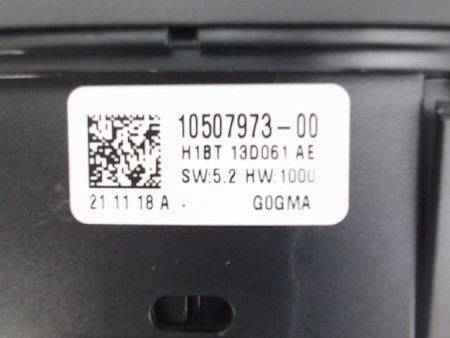 10507973-00
H1BT 13D061 AE
SW:5.2 HW:1000
21 11 18 A . G0GMA